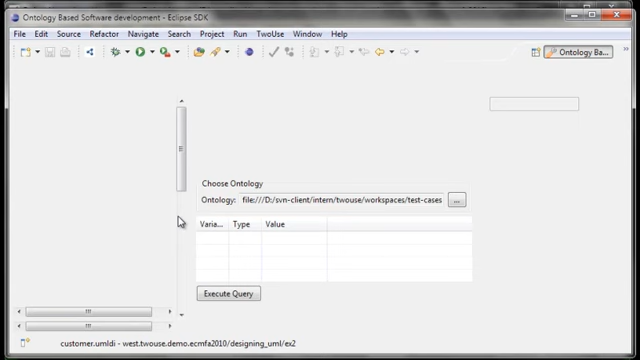 Ontology Based Software development - Eclipse SDK
File Edit Source Refactor Navigate Search Project Run TwoUse Window Help
Ontology Ba...
Choose Ontology
Ontology: file:///D:/svn-client/intern/twouse/workspaces/test-cases ...
Varia... Type Value
Execute Query
customer.umldi - west.twouse.demo.ecmfa2010/designing_uml/ex2